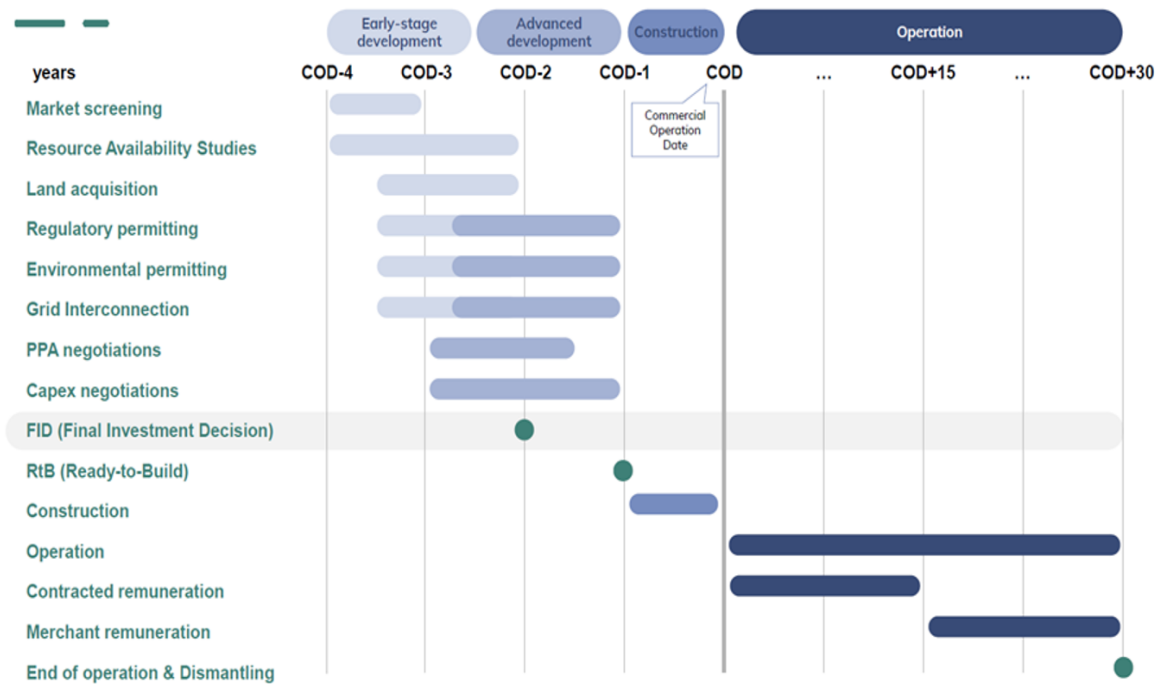 Early-stage
development
Advanced
development
Construction
Operation
years
COD-4
COD-3
COD-2
COD-1
COD
...
COD+15
...
COD+30
Commercial
Operation
Date
Market screening
Resource Availability Studies
Land acquisition
Regulatory permitting
Environmental permitting
Grid Interconnection
PPA negotiations
Capex negotiations
FID (Final Investment Decision)
RtB (Ready-to-Build)
Construction
Operation
Contracted remuneration
Merchant remuneration
End of operation & Dismantling